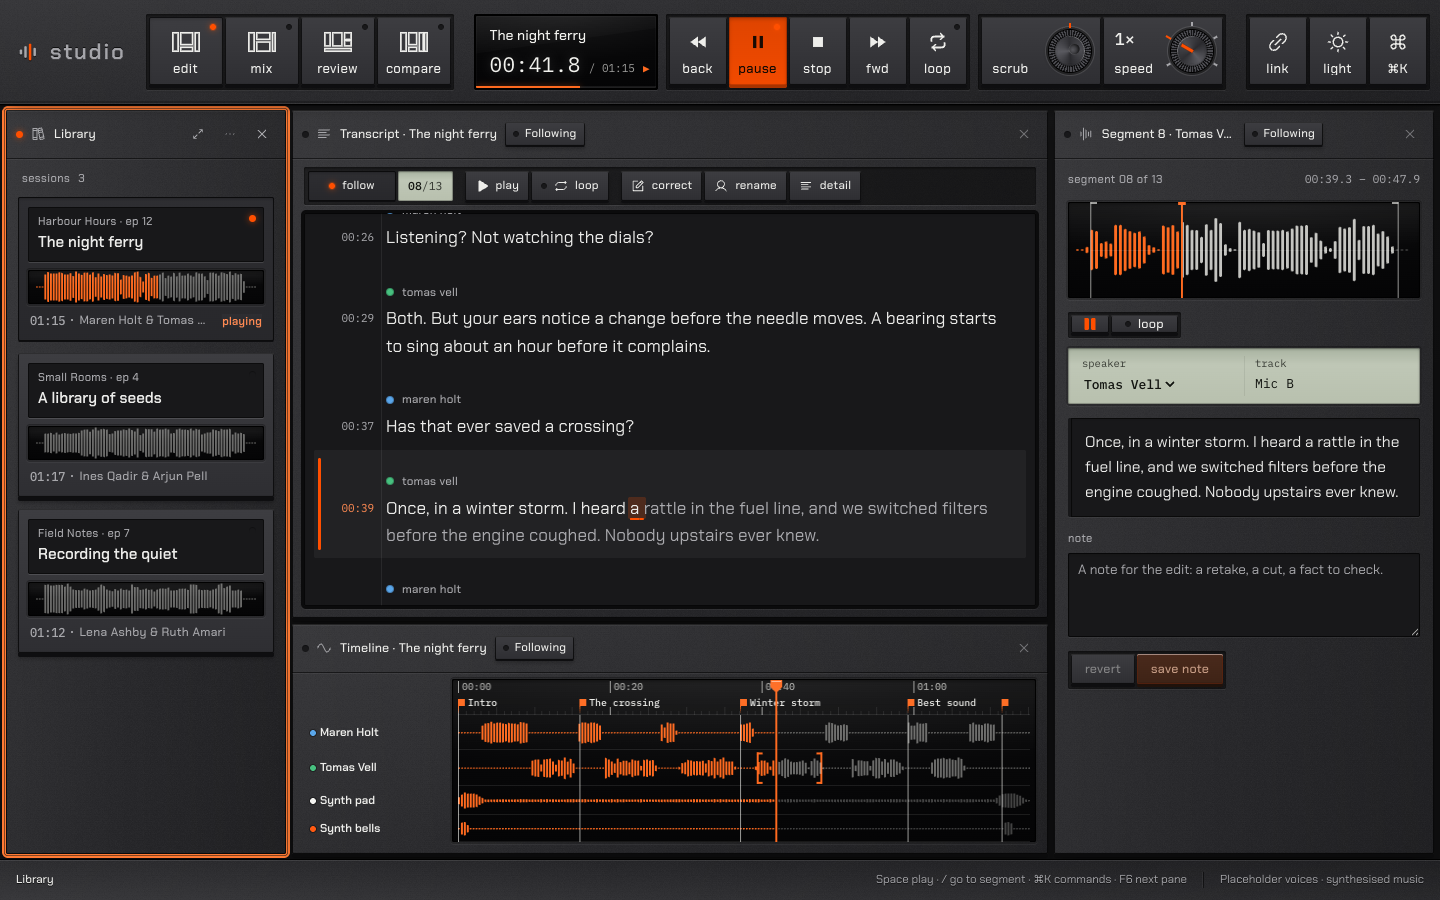 studio
edit
mix
review
compare
The night ferry
00:41.8 / 01:15
back
pause
stop
fwd
loop
scrub
1×
speed
link
light
⌘K
Library
sessions 3
Harbour Hours · ep 12
The night ferry
01:15 · Maren Holt & Tomas ... playing
Small Rooms · ep 4
A library of seeds
01:17 · Ines Qadir & Arjun Pell
Field Notes · ep 7
Recording the quiet
01:12 · Lena Ashby & Ruth Amari
Transcript · The night ferry
Following
follow
08/13
play
loop
correct
rename
detail
maren holt
00:26 Listening? Not watching the dials?
tomas vell
00:29 Both. But your ears notice a change before the needle moves. A bearing starts
to sing about an hour before it complains.
maren holt
00:37 Has that ever saved a crossing?
tomas vell
00:39 Once, in a winter storm. I heard a rattle in the fuel line, and we switched filters
before the engine coughed. Nobody upstairs ever knew.
maren holt
Timeline · The night ferry
Following
00:00 00:20 00:40 01:00
Intro The crossing Winter storm Best sound
Maren Holt
Tomas Vell
Synth pad
Synth bells
Segment 8 · Tomas V...
Following
segment 08 of 13 00:39.3 – 00:47.9
loop
speaker
Tomas Vell
track
Mic B
Once, in a winter storm. I heard a rattle in the
fuel line, and we switched filters before the
engine coughed. Nobody upstairs ever knew.
note
A note for the edit: a retake, a cut, a fact to check.
revert
save note
Library
Space play · / go to segment · ⌘K commands · F6 next pane
Placeholder voices · synthesised music